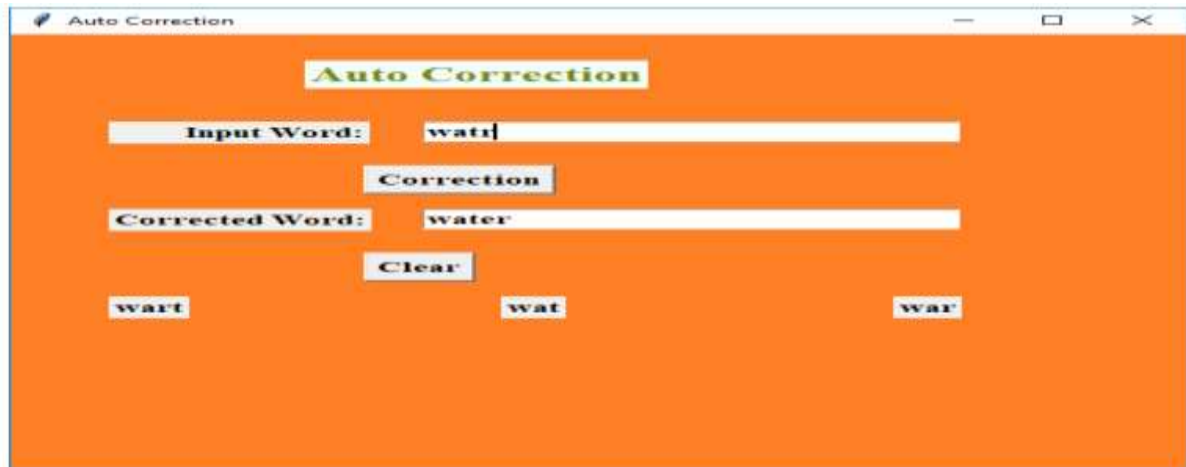 Auto Correction
Auto Correction
Input Word: watr
Correction
Corrected Word: water
Clear
wart wat war